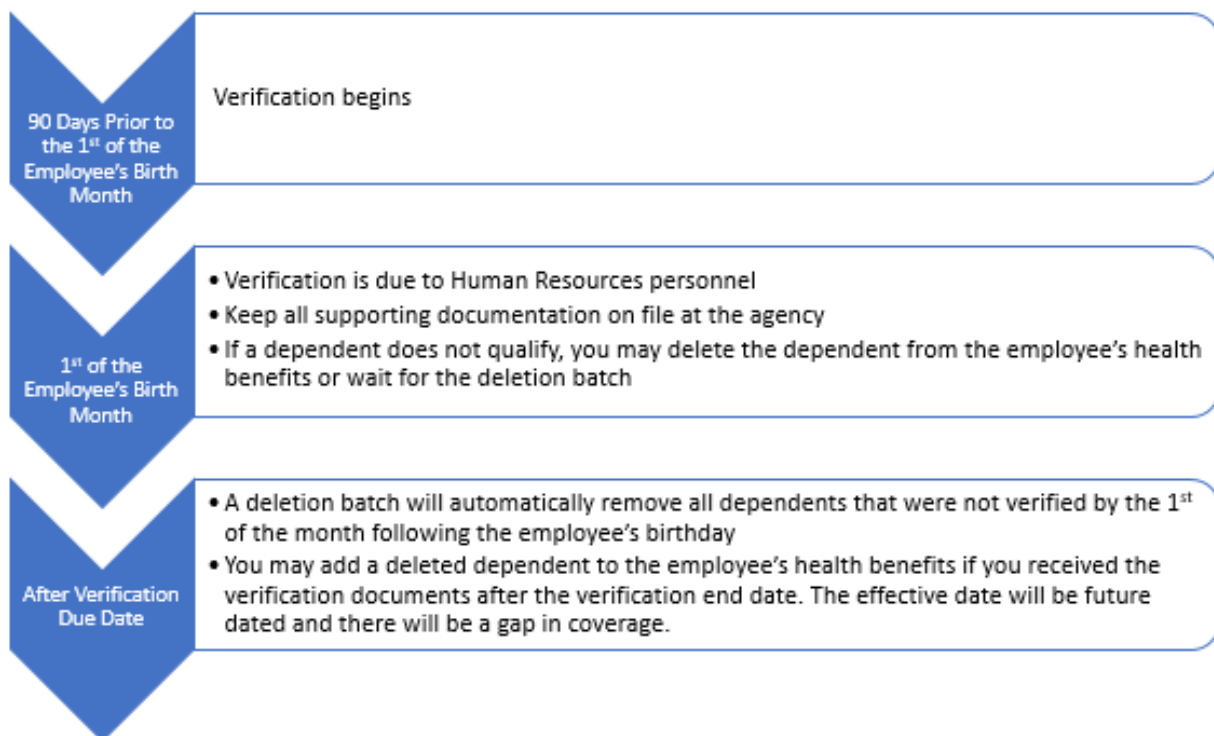 90 Days Prior to
the 1st of the
Employee's Birth
Month
Verification begins
1st of the
Employee's Birth
Month
• Verification is due to Human Resources personnel
• Keep all supporting documentation on file at the agency
• If a dependent does not qualify, you may delete the dependent from the employee's health
benefits or wait for the deletion batch
After Verification
Due Date
• A deletion batch will automatically remove all dependents that were not verified by the 1st
of the month following the employee's birthday
• You may add a deleted dependent to the employee's health benefits if you received the
verification documents after the verification end date. The effective date will be future
dated and there will be a gap in coverage.